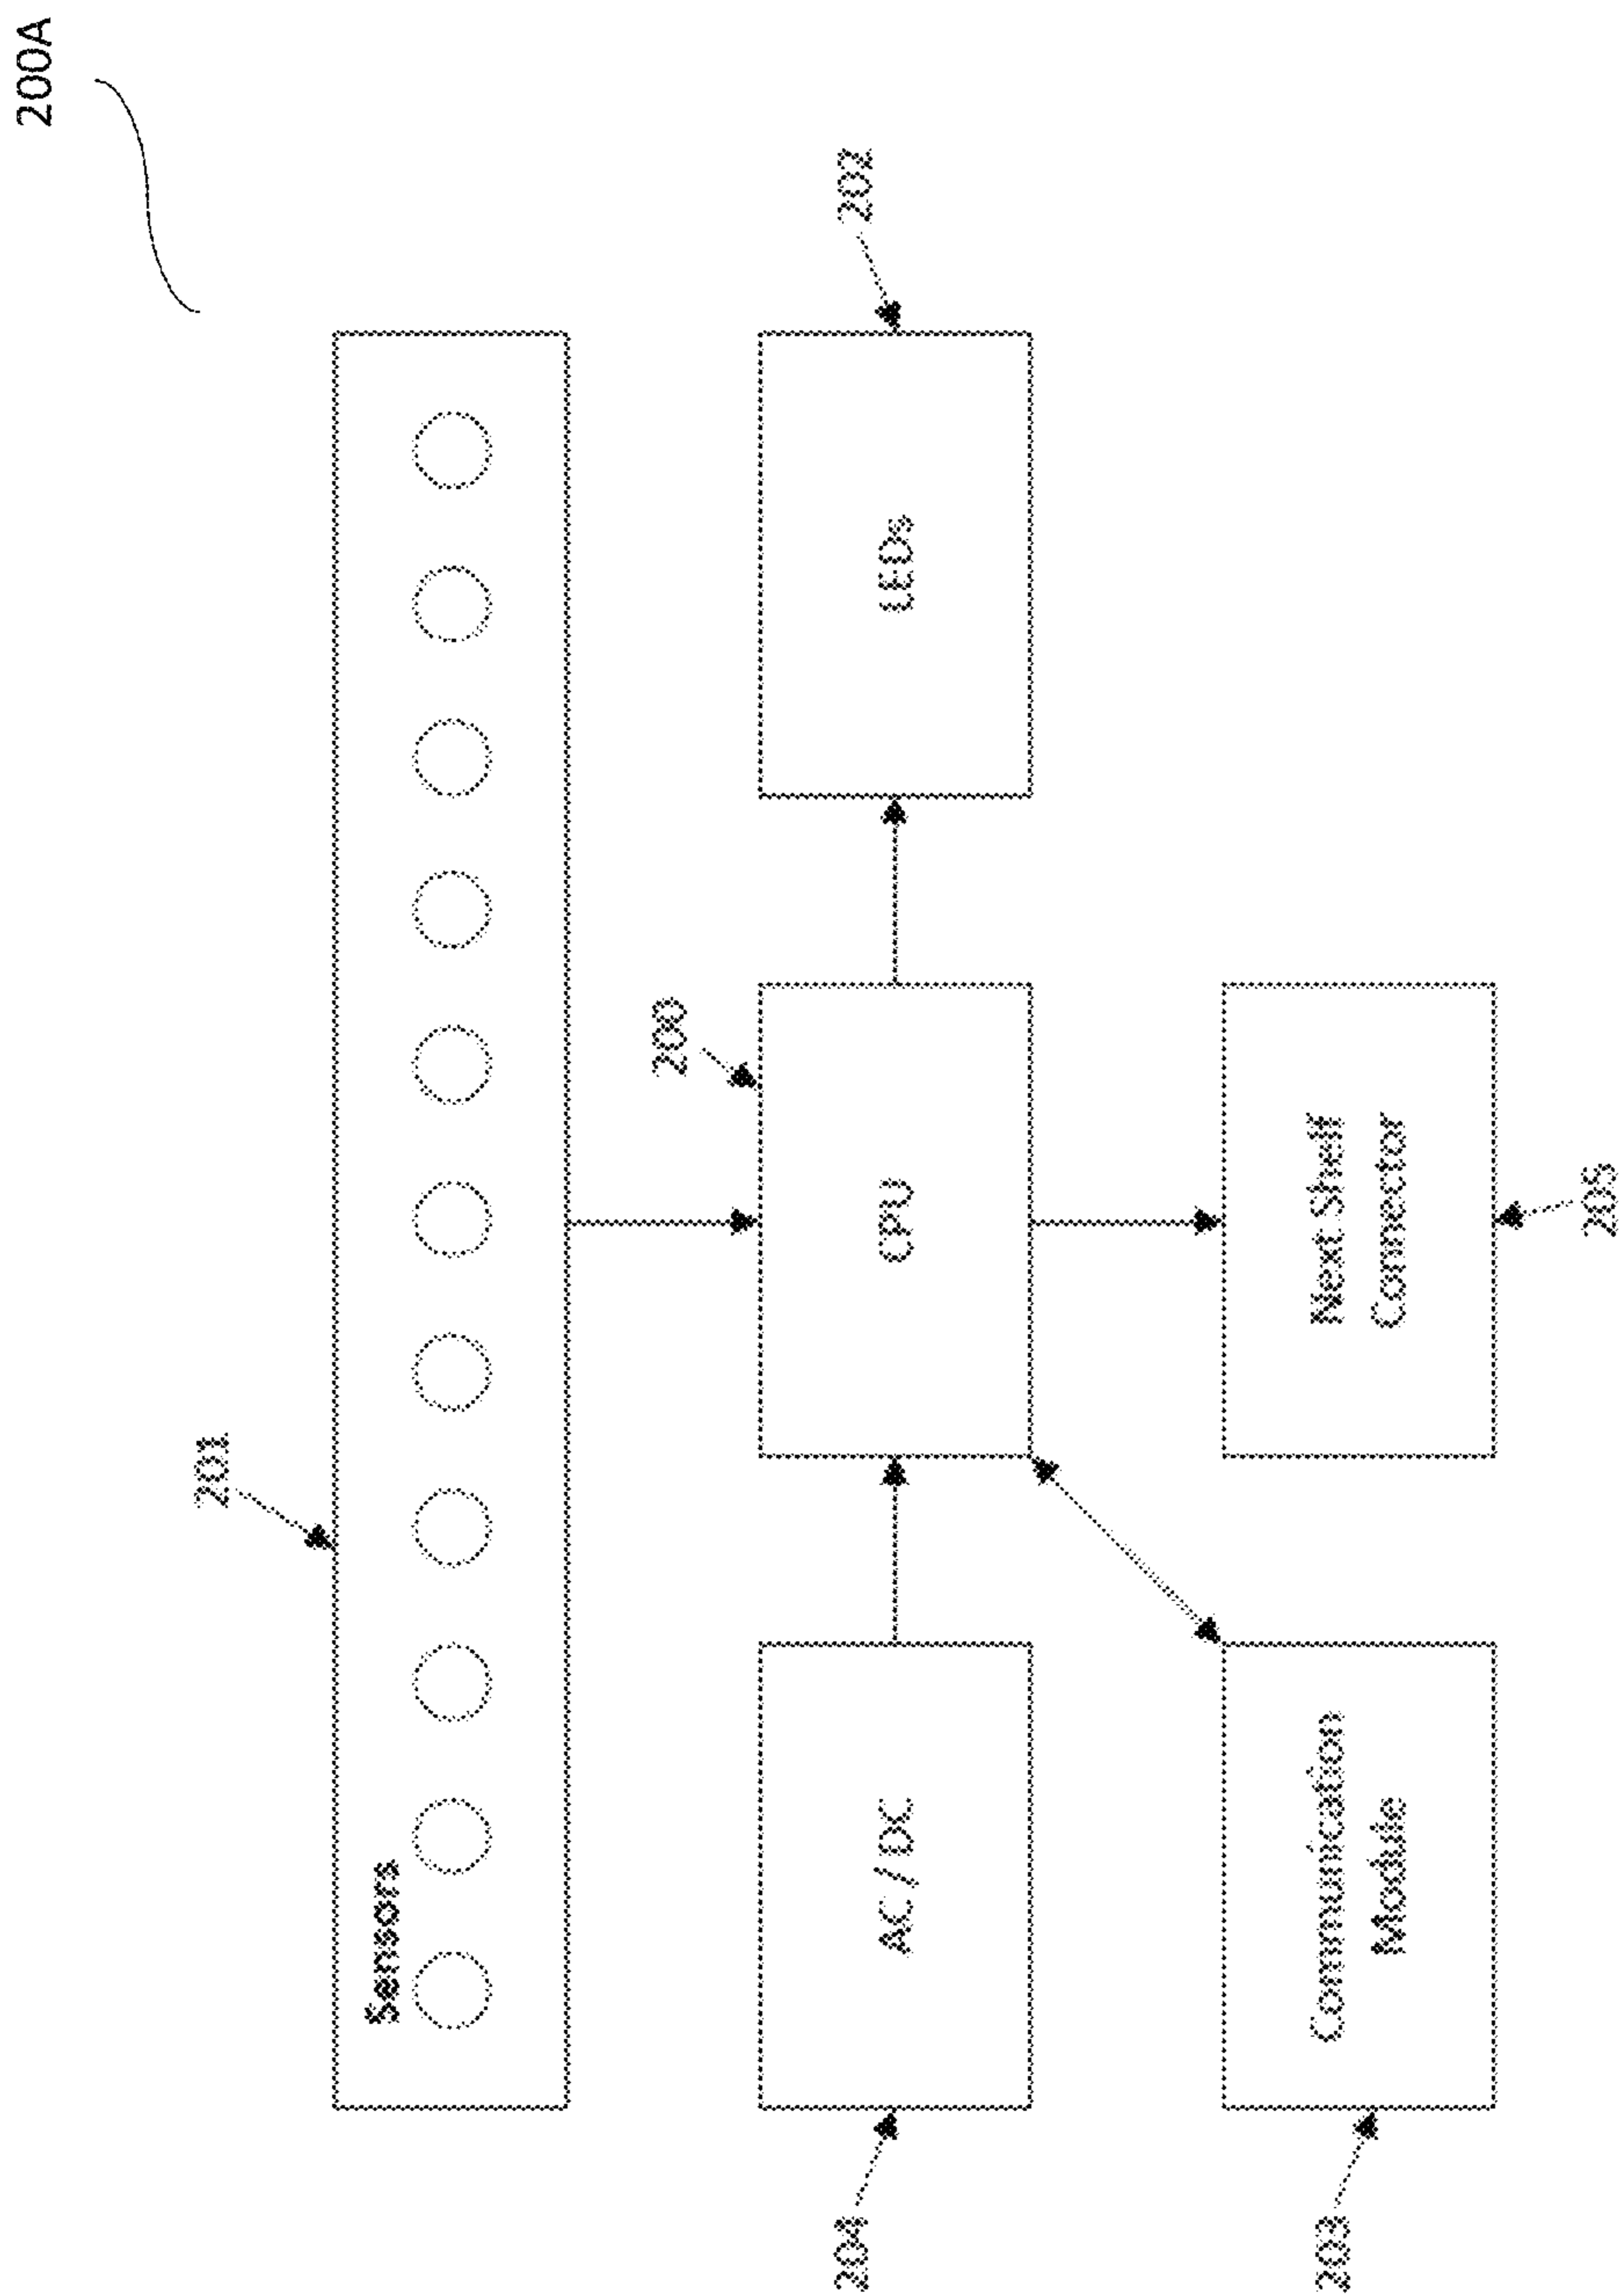 200A
201
Sensors
200
202
AC / DC
CPU
LEDs
204
Communication
Module
Next Shelf
Connector
203
205